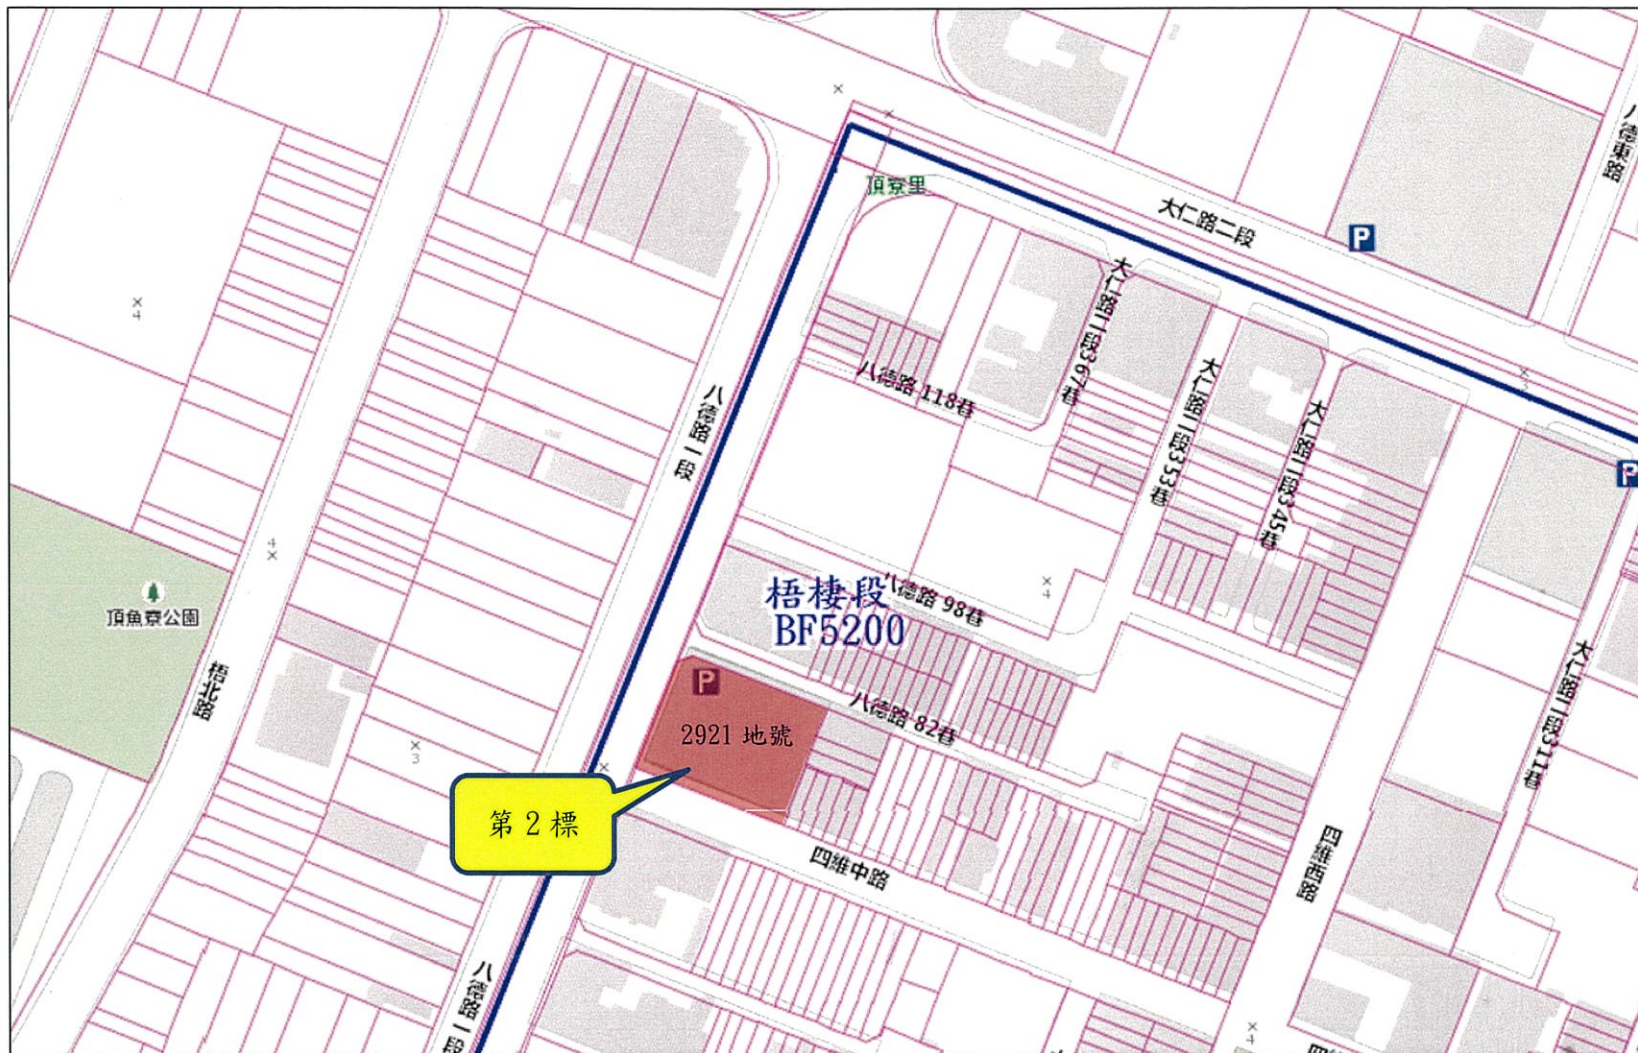 八德東路
頂寮里
大仁路二段
P
大仁路二段367巷
大仁路二段353巷
大仁路二段345巷
八德路 118巷
八德路一段
P
4
4
頂魚寮公園
梧北路
梧棲段
BF5200
八德路 98巷
4
P
2921 地號
八德路 82巷
大仁路二段311巷
3
第 2 標
四維中路
四維西路
八德路一段
4